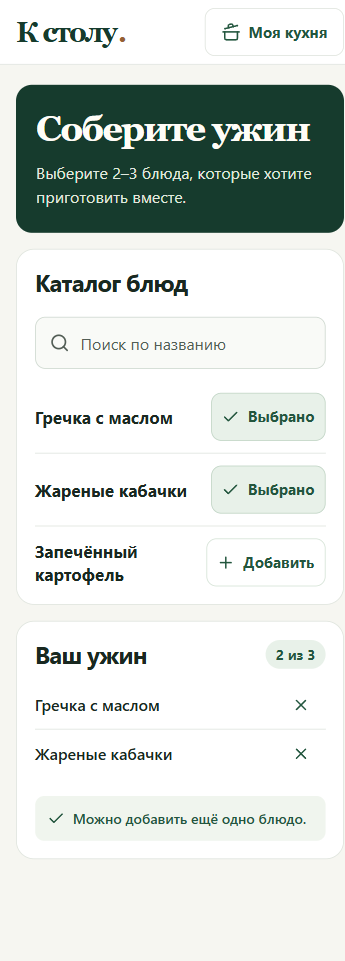 К столу.
Моя кухня
Соберите ужин
Выберите 2–3 блюда, которые хотите
приготовить вместе.
Каталог блюд
Поиск по названию
Гречка с маслом
Выбрано
Жареные кабачки
Выбрано
Запечённый
картофель
Добавить
Ваш ужин
2 из 3
Гречка с маслом
Жареные кабачки
Можно добавить ещё одно блюдо.